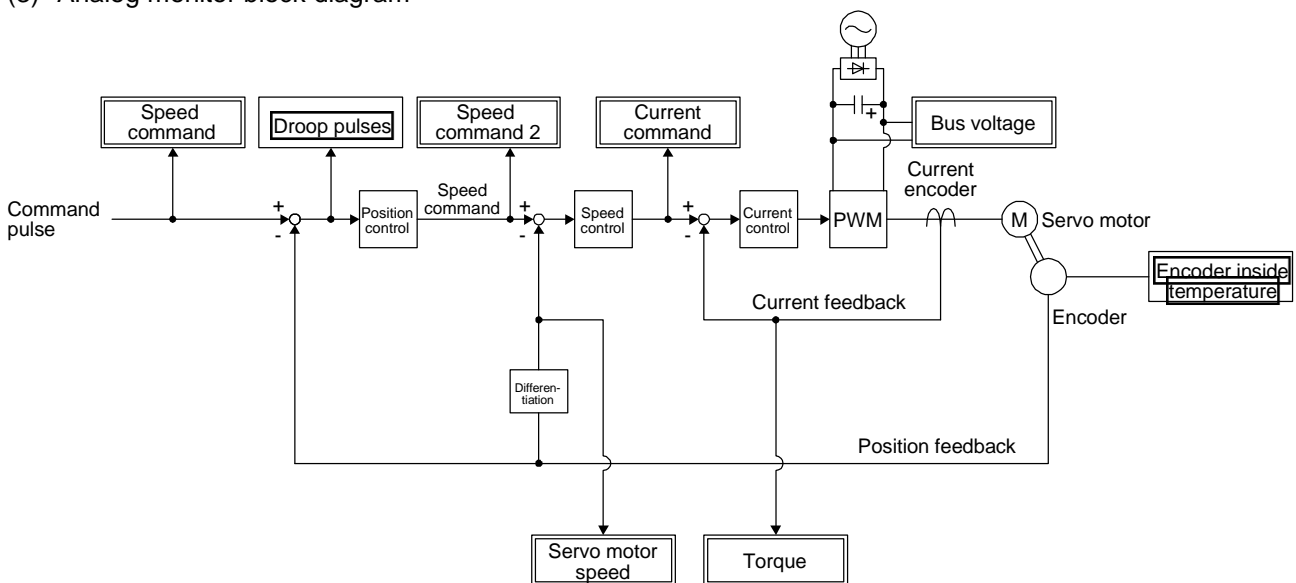 Analog monitor block diagram
Speed
command
Droop pulses
Speed
command 2
Current
command
+
Bus voltage
Current
encoder
Command
pulse
+
-
Position
control
Speed
command
+
-
Speed
control
+
-
Current
control
PWM
M
Servo motor
Encoder inside
temperature
Current feedback
Encoder
Differen-
tiation
Position feedback
Servo motor
speed
Torque